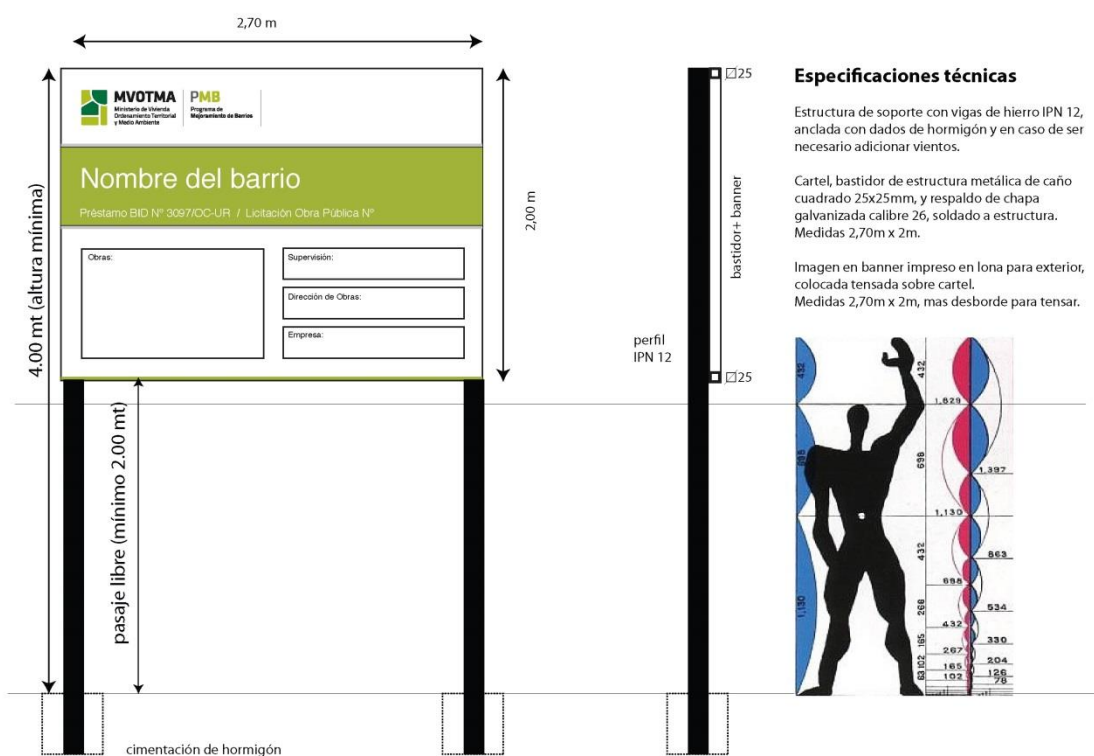 2,70 m
MVOTMA
Ministerio de Vivienda
Ordenamiento Territorial
y Medio Ambiente
PMB
Programa de
Mejoramiento de Barrios
Nombre del barrio
Préstamo BID Nº 3097/OC-UR / Licitación Obra Pública Nº
Obras:
Supervisión:
Dirección de Obras:
Empresa:
4.00 mt (altura mínima)
2,00 m
pasaje libre (mínimo 2.00 mt)
cimentación de hormigón
25
bastidor+ banner
25
perfil
IPN 12
Especificaciones técnicas
Estructura de soporte con vigas de hierro IPN 12,
anclada con dados de hormigón y en caso de ser
necesario adicionar vientos.
Cartel, bastidor de estructura metálica de caño
cuadrado 25x25mm, y respaldo de chapa
galvanizada calibre 26, soldado a estructura.
Medidas 2,70m x 2m.
Imagen en banner impreso en lona para exterior,
colocada tensada sobre cartel.
Medidas 2,70m x 2m, mas desborde para tensar.
432
698
1,130
432
698
432
266
165
102
63
1,829
1,130
698
432
267
165
102
1,397
863
534
330
204
126
78